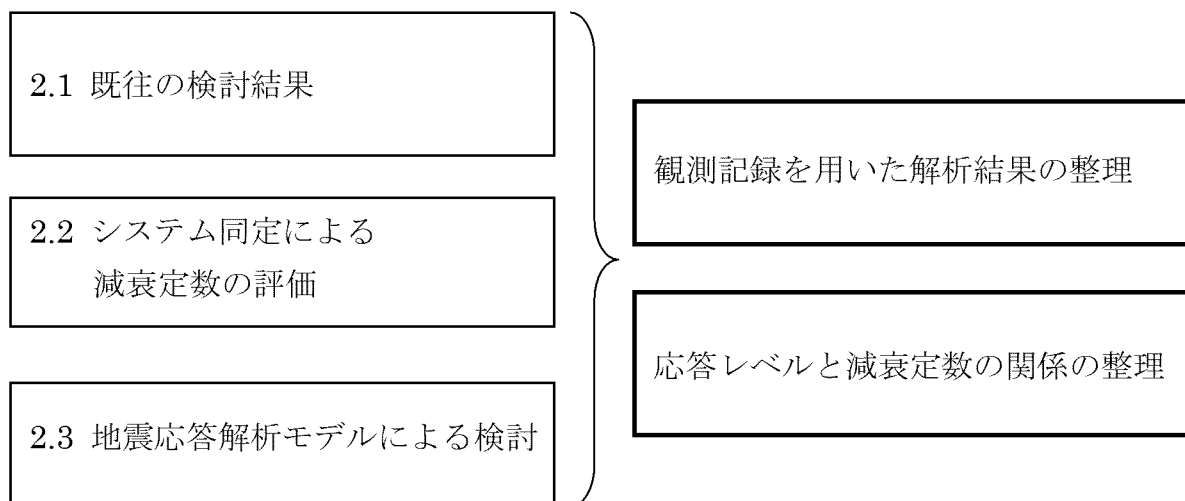 2.1 既往の検討結果
2.2 システム同定による
減衰定数の評価
2.3 地震応答解析モデルによる検討
観測記録を用いた解析結果の整理
応答レベルと減衰定数の関係の整理